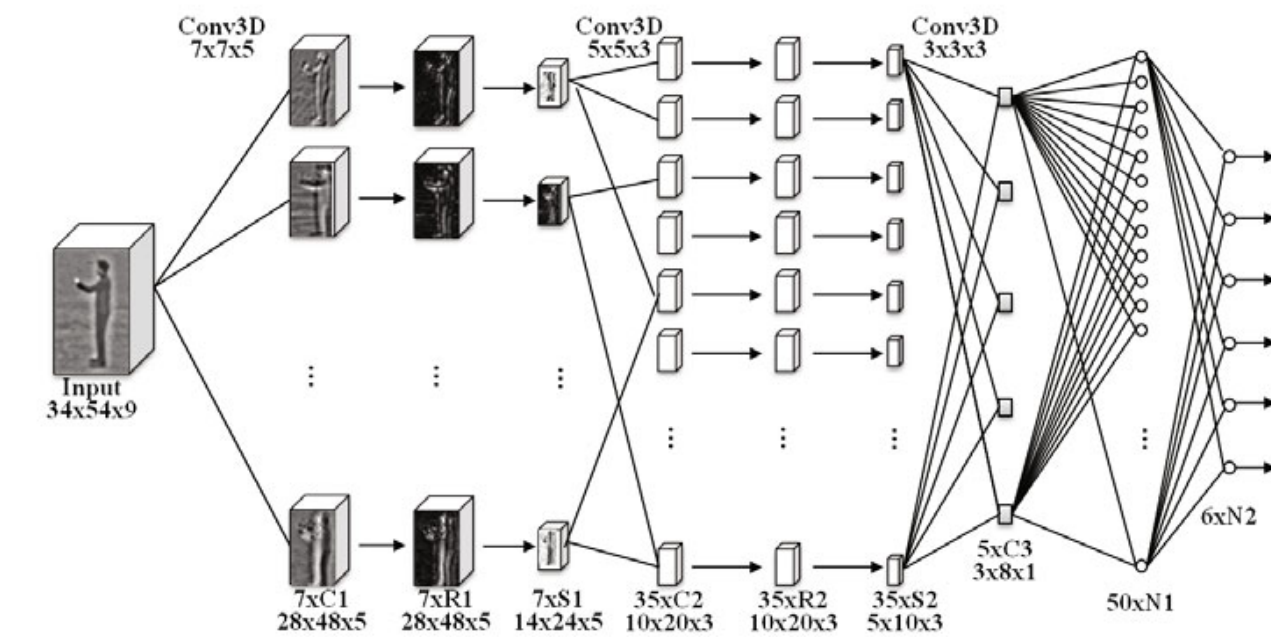 Conv3D
7x7x5
Conv3D
5x5x3
Conv3D
3x3x3
Input
34x54x9
7xC1
28x48x5
7xR1
28x48x5
7xS1
14x24x5
35xC2
10x20x3
35xR2
10x20x3
35xS2
5x10x3
5xC3
3x8x1
50xN1
6xN2